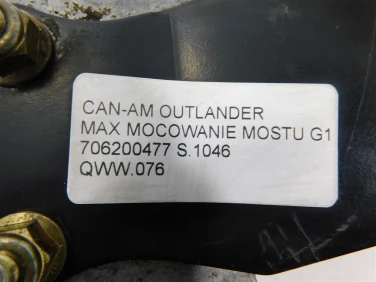 CAN-AM OUTLANDER
MAX MOCOWANIE MOSTU G1
706200477 S.1046
QWW.076